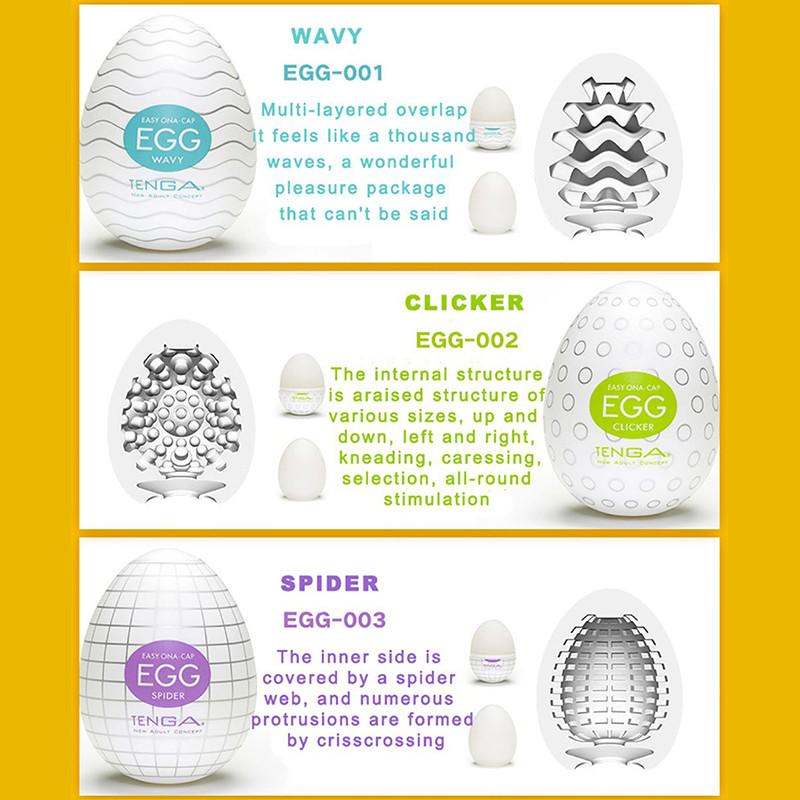 WAVY
EGG-001
Multi-layered overlap
it feels like a thousand
waves, a wonderful
pleasure package
that can't be said
EASY ONA-CAP
EGG
WAVY
TENGA®
NEW ADULT CONCEPT
CLICKER
EGG-002
The internal structure
is araised structure of
various sizes, up and
down, left and right,
kneading, caressing,
selection, all-round
stimulation
EASY ONA-CAP
EGG
CLICKER
TENGA®
NEW ADULT CONCEPT
SPIDER
EGG-003
The inner side is
covered by a spider
web, and numerous
protrusions are formed
by crisscrossing
EASY ONA-CAP
EGG
SPIDER
TENGA®
NEW ADULT CONCEPT